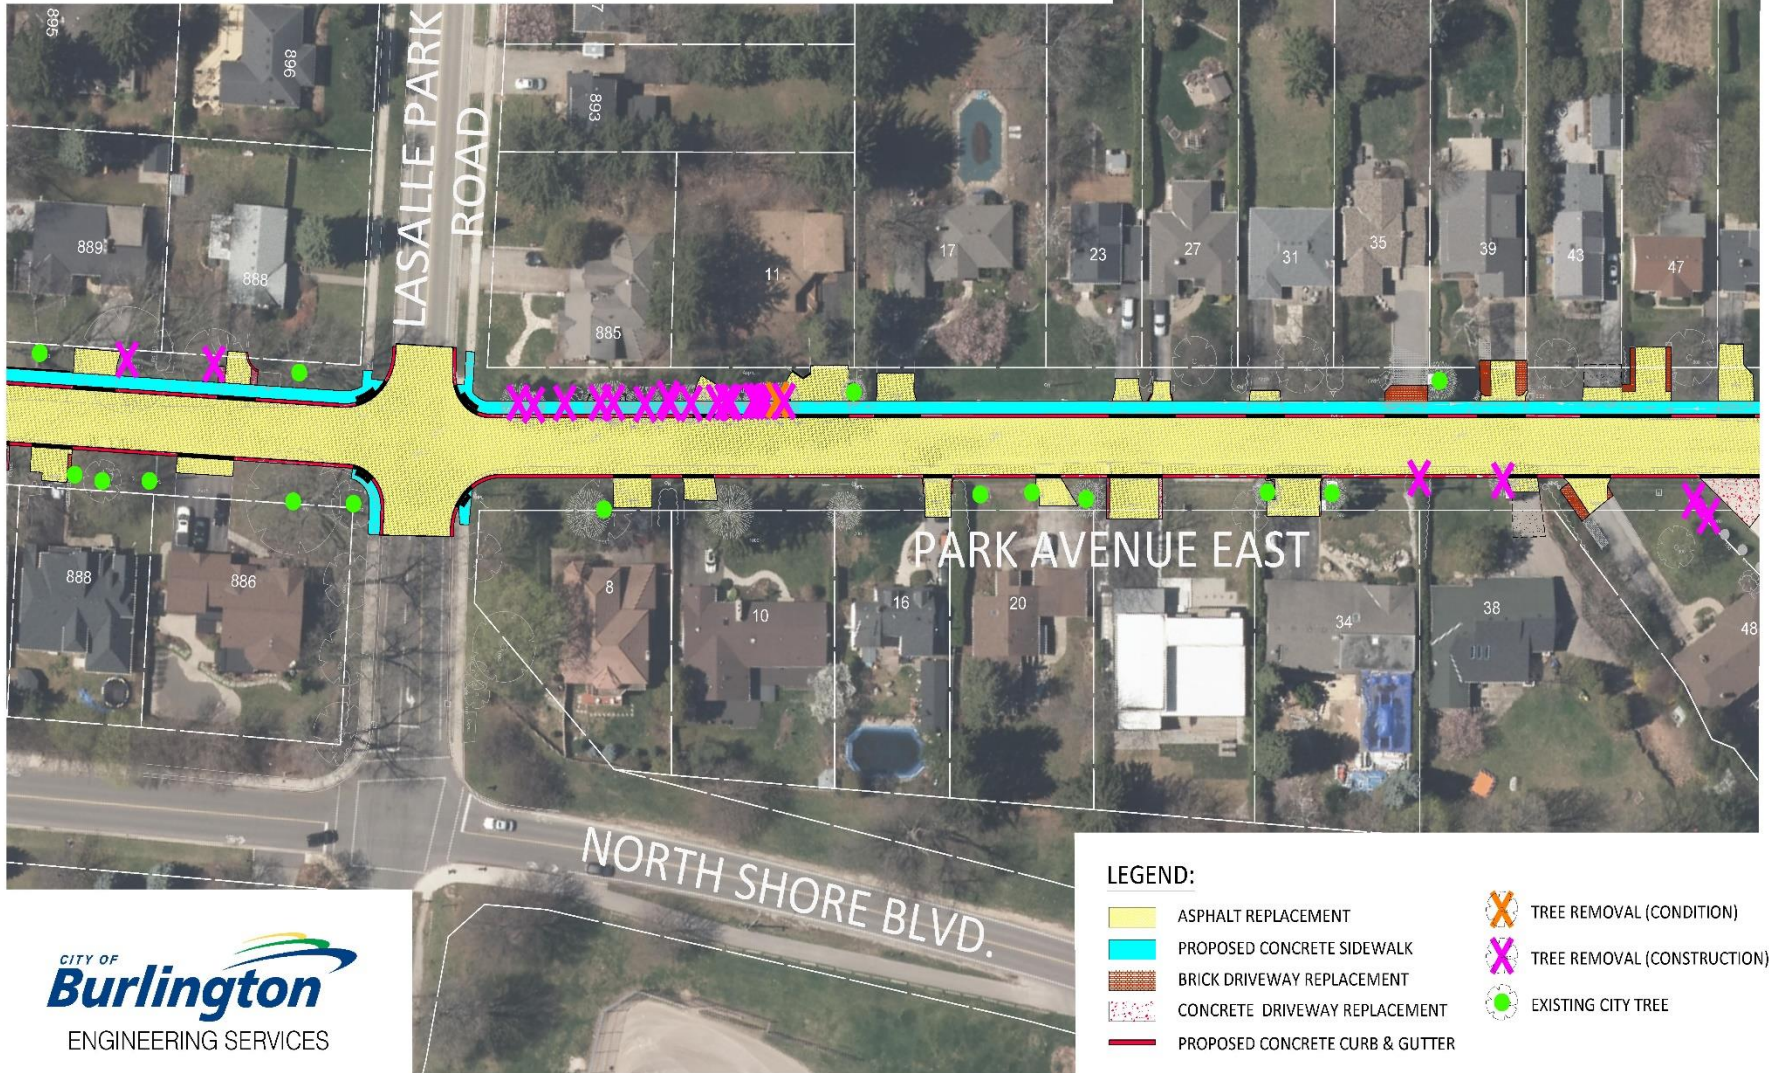 895
896
LASALLE PARK
ROAD
893
889
888
885
11
17
23
27
31
35
39
43
47
PARK AVENUE EAST
888
886
8
10
16
20
34
38
48
NORTH SHORE BLVD.
LEGEND:
ASPHALT REPLACEMENT
PROPOSED CONCRETE SIDEWALK
BRICK DRIVEWAY REPLACEMENT
CONCRETE DRIVEWAY REPLACEMENT
PROPOSED CONCRETE CURB & GUTTER
TREE REMOVAL (CONDITION)
TREE REMOVAL (CONSTRUCTION)
EXISTING CITY TREE
CITY OF
Burlington
ENGINEERING SERVICES